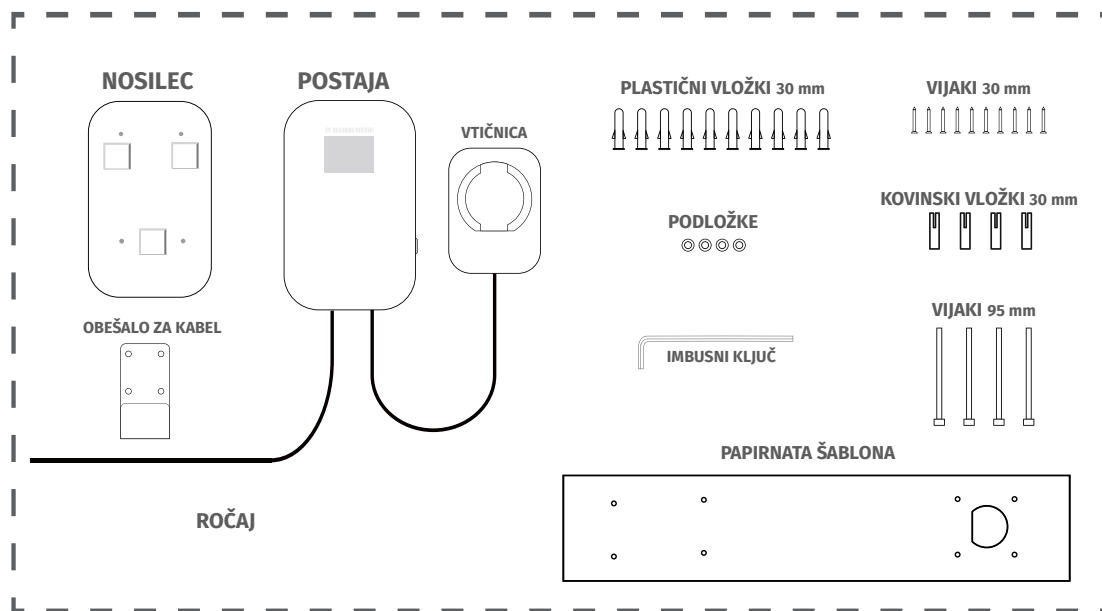 NOSILEC
POSTAJA
VTIČNICA
OBEŠALO ZA KABEL
ROČAJ
PLASTIČNI VLOŽKI 30 mm
VIJAKI 30 mm
PODLOŽKE
KOVINSKI VLOŽKI 30 mm
IMBUSNI KLJUČ
VIJAKI 95 mm
PAPIRNATA ŠABLONA